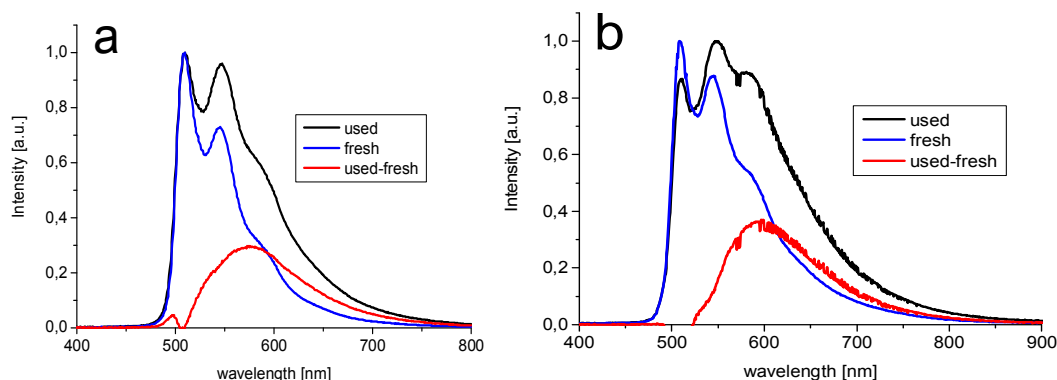 a
Intensity [a.u.]
1,0
0,8
0,6
0,4
0,2
0,0
used
fresh
used-fresh
400 500 600 700 800
wavelength [nm]
b
Intensity [a.u.]
1,0
0,8
0,6
0,4
0,2
0,0
used
fresh
used-fresh
400 500 600 700 800 900
wavelength [nm]